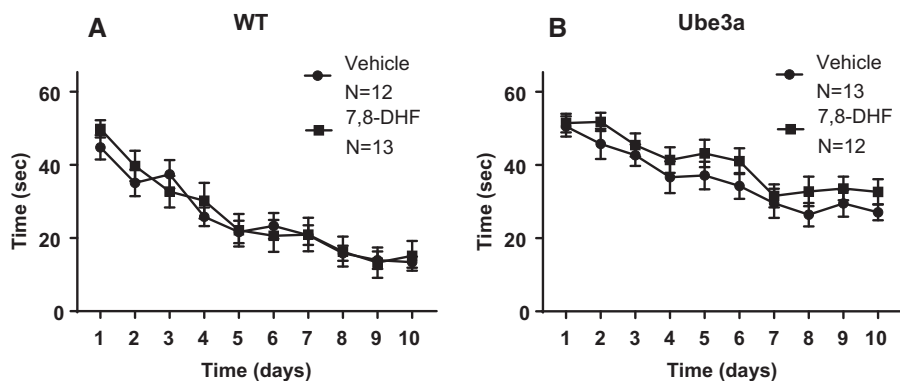 A
WT
Vehicle
N=12
7,8-DHF
N=13
Time (sec)
60
40
20
0
1 2 3 4 5 6 7 8 9 10
Time (days)
B
Ube3a
Vehicle
N=13
7,8-DHF
N=12
Time (sec)
60
40
20
0
1 2 3 4 5 6 7 8 9 10
Time (days)